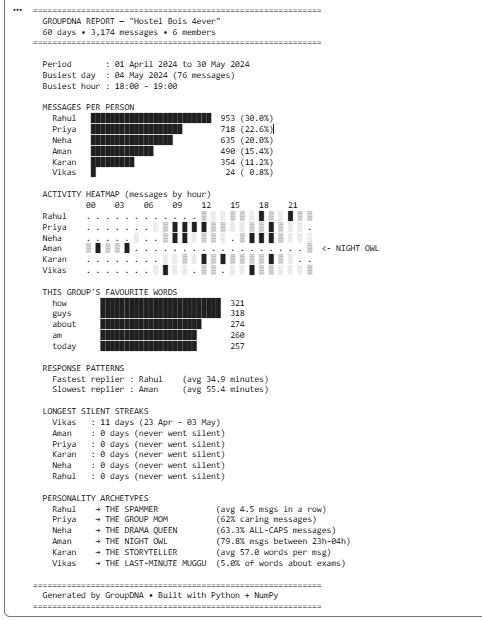 ============================================================
GROUPDNA REPORT — "Hostel Bois 4ever"
60 days • 3,174 messages • 6 members
============================================================
Period : 01 April 2024 to 30 May 2024
Busiest day : 04 May 2024 (76 messages)
Busiest hour : 18:00 - 19:00
MESSAGES PER PERSON
Rahul 953 (30.0%)
Priya 718 (22.6%)
Neha 635 (20.0%)
Aman 490 (15.4%)
Karan 354 (11.2%)
Vikas 24 ( 0.8%)
ACTIVITY HEATMAP (messages by hour)
00 03 06 09 12 15 18 21
Rahul
Priya
Neha
Aman <- NIGHT OWL
Karan
Vikas
THIS GROUP'S FAVOURITE WORDS
how 321
guys 318
about 274
am 260
today 257
RESPONSE PATTERNS
Fastest replier : Rahul (avg 34.9 minutes)
Slowest replier : Aman (avg 55.4 minutes)
LONGEST SILENT STREAKS
Vikas : 11 days (23 Apr - 03 May)
Aman : 0 days (never went silent)
Priya : 0 days (never went silent)
Karan : 0 days (never went silent)
Neha : 0 days (never went silent)
Rahul : 0 days (never went silent)
PERSONALITY ARCHETYPES
Rahul → THE SPAMMER (avg 4.5 msgs in a row)
Priya → THE GROUP MOM (62% caring messages)
Neha → THE DRAMA QUEEN (63.3% ALL-CAPS messages)
Aman → THE NIGHT OWL (79.8% msgs between 23h-04h)
Karan → THE STORYTELLER (avg 57.0 words per msg)
Vikas → THE LAST-MINUTE MUGGU (5.0% of words about exams)
============================================================
Generated by GroupDNA • Built with Python + NumPy
============================================================